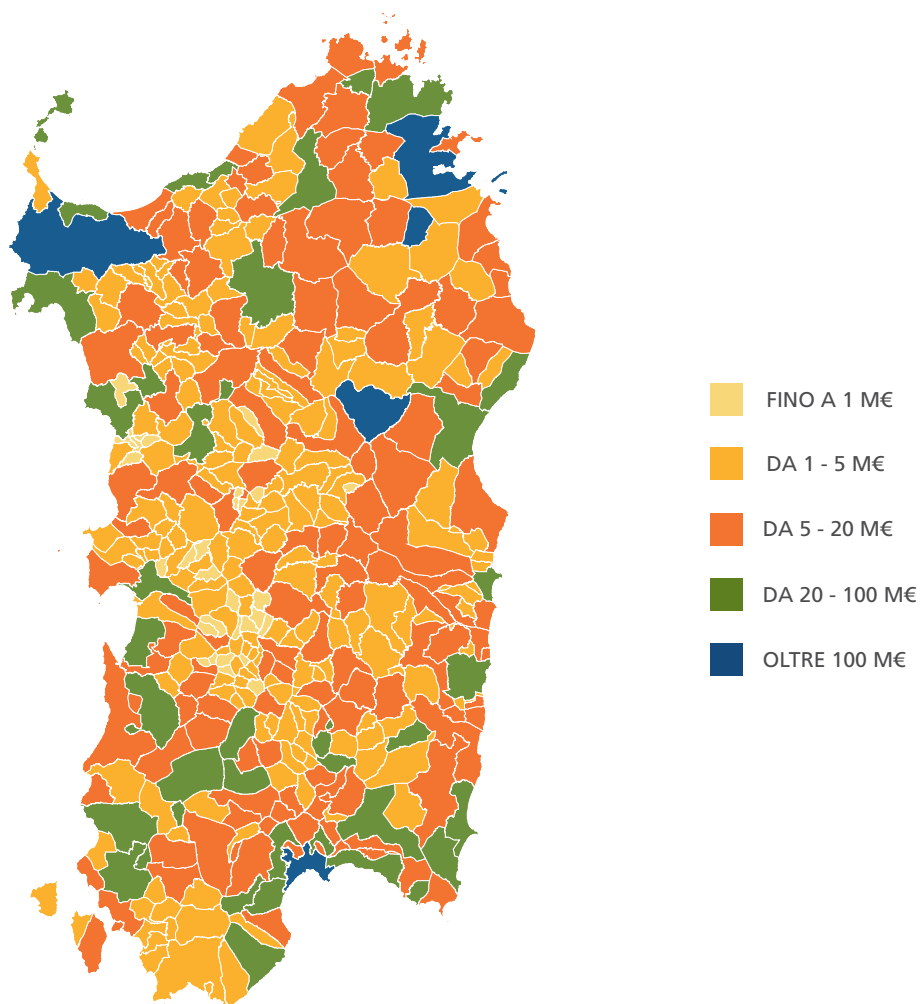 FINO A 1 M€
DA 1 - 5 M€
DA 5 - 20 M€
DA 20 - 100 M€
OLTRE 100 M€